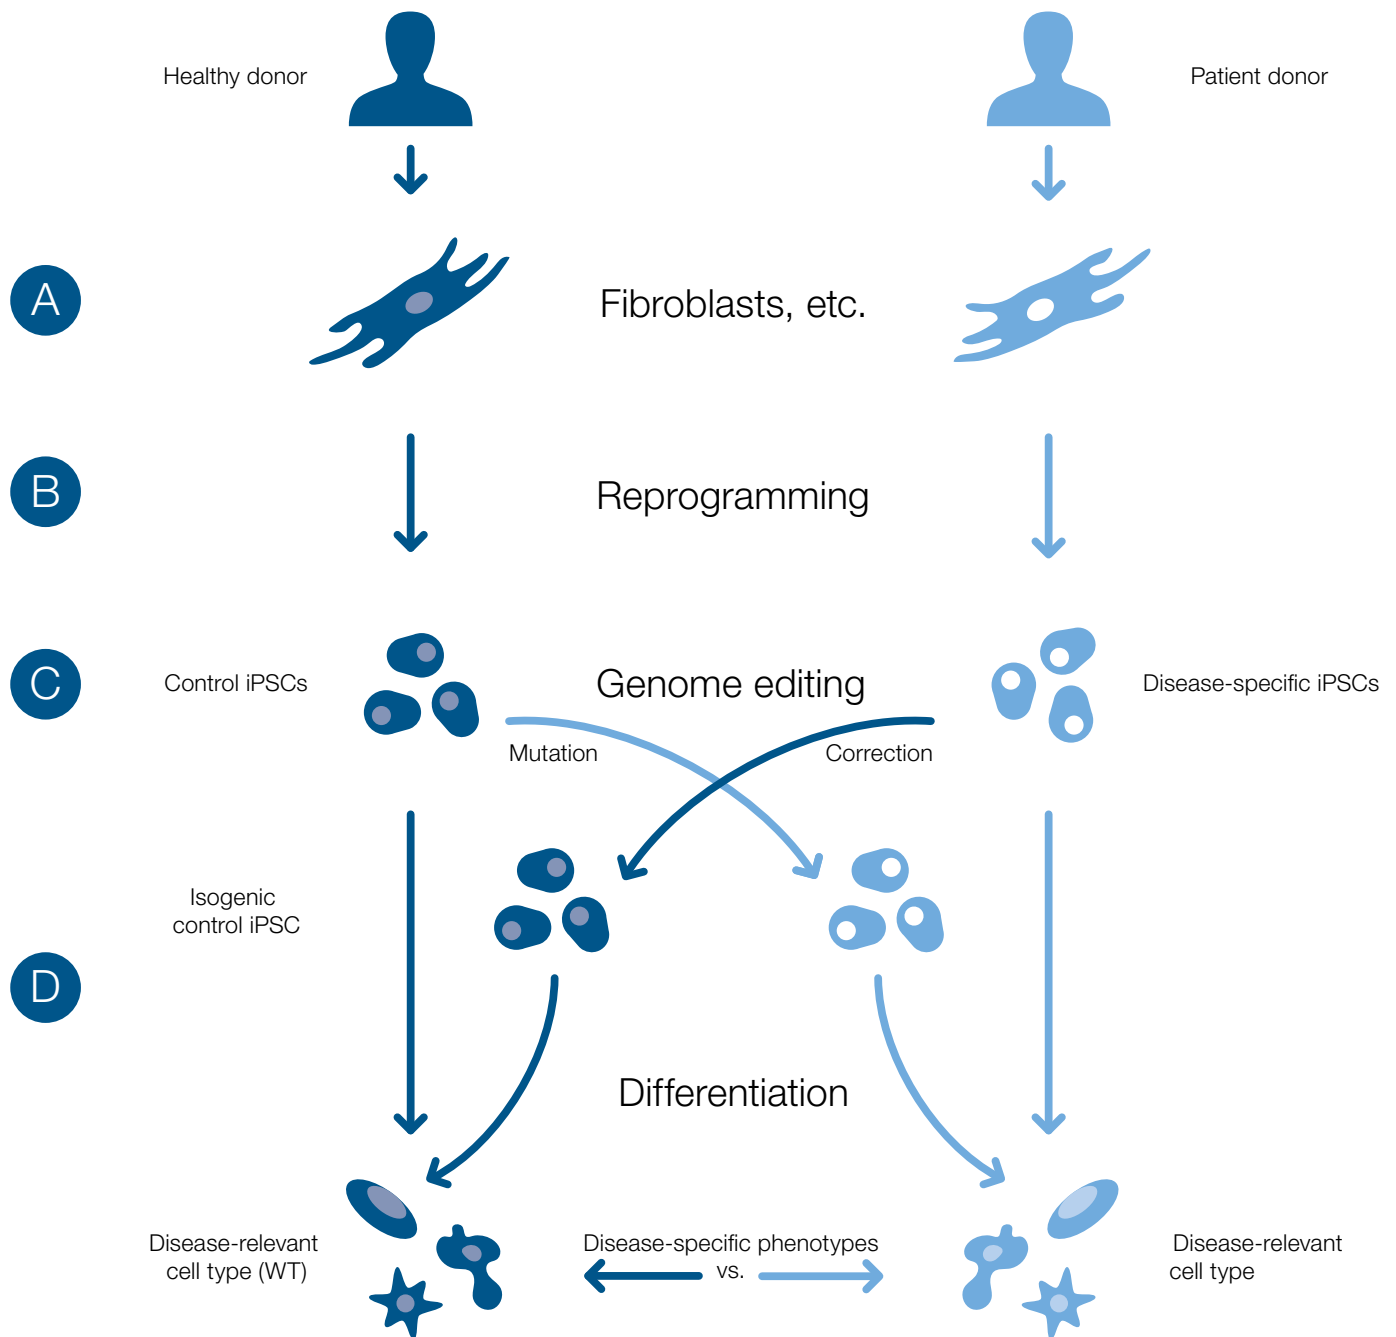 Healthy donor
Patient donor
A
Fibroblasts, etc.
B
Reprogramming
C
Control iPSCs
Genome editing
Disease-specific iPSCs
Mutation
Correction
Isogenic
control iPSC
D
Differentiation
Disease-relevant
cell type (WT)
Disease-specific phenotypes
vs.
Disease-relevant
cell type